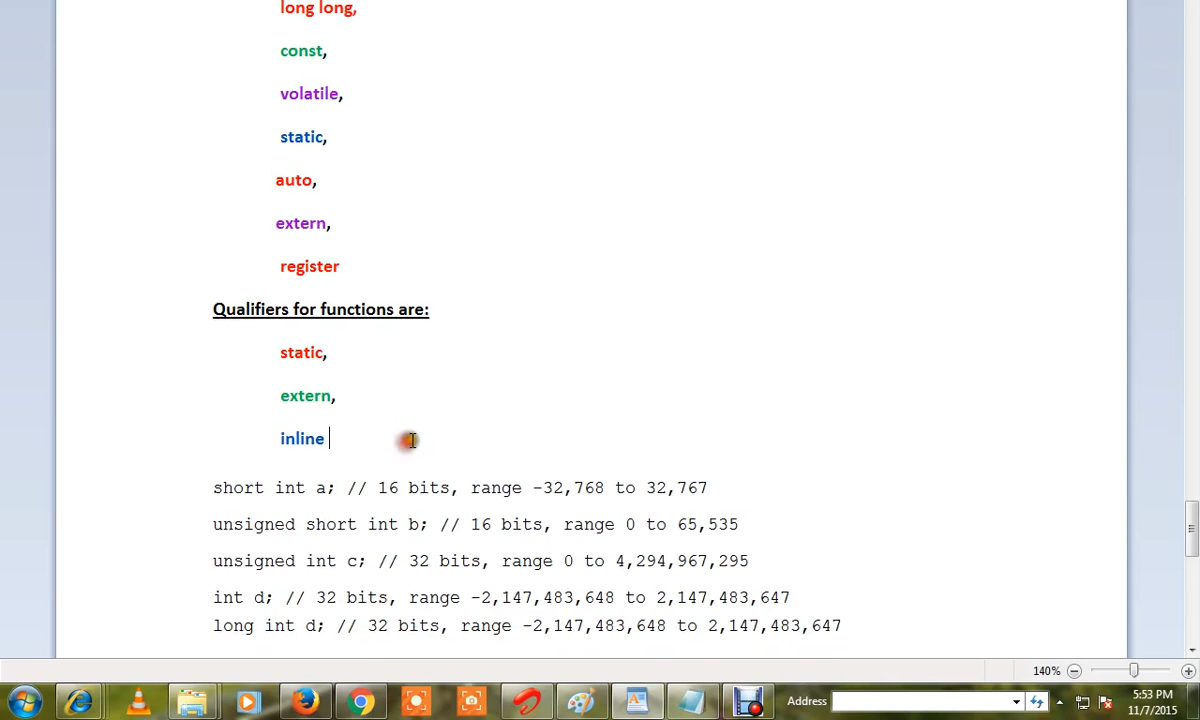 long long,
const,
volatile,
static,
auto,
extern,
register
Qualifiers for functions are:
static,
extern,
inline
short int a; // 16 bits, range -32,768 to 32,767
unsigned short int b; // 16 bits, range 0 to 65,535
unsigned int c; // 32 bits, range 0 to 4,294,967,295
int d; // 32 bits, range -2,147,483,648 to 2,147,483,647
long int d; // 32 bits, range -2,147,483,648 to 2,147,483,647
140%
Address
5:53 PM
11/7/2015